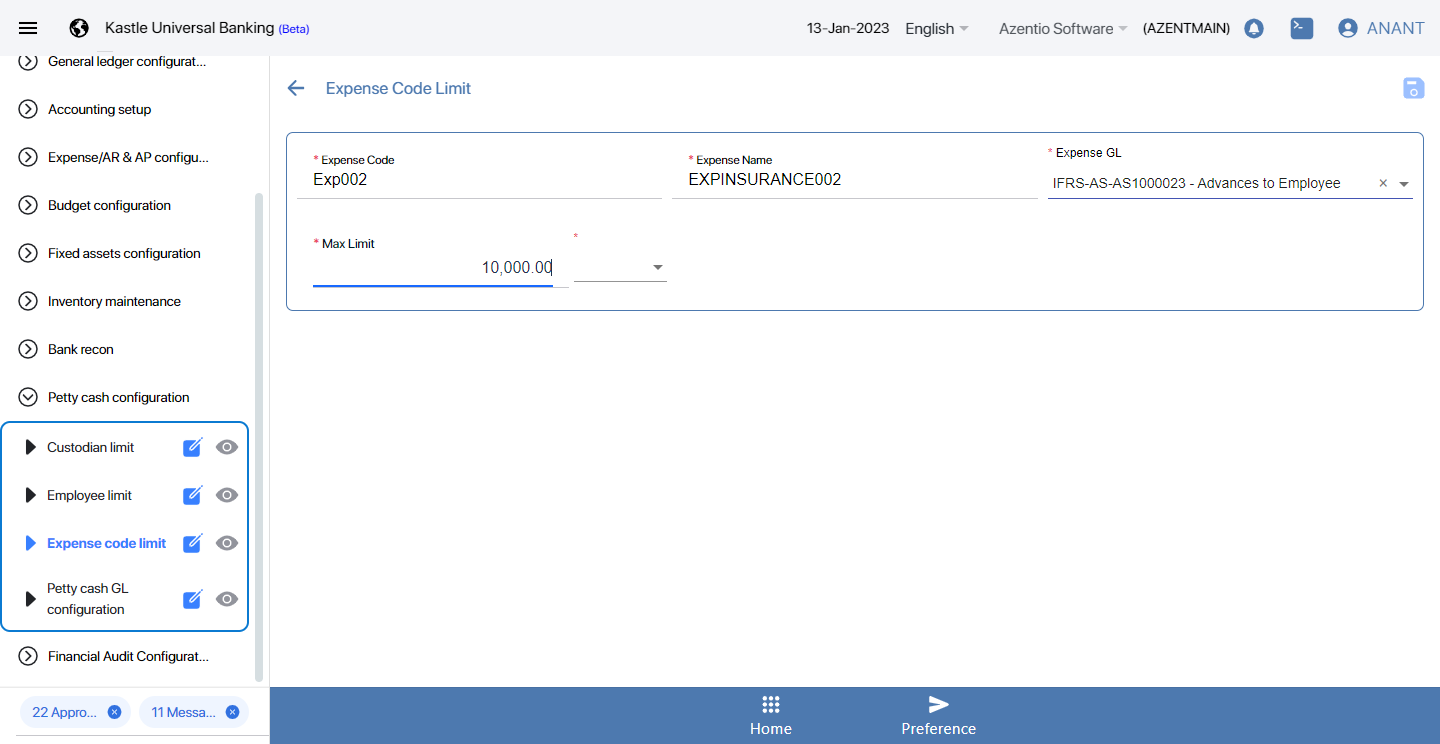 Kastle Universal Banking (Beta)
13-Jan-2023 English Azentio Software (AZENTMAIN) ANANT
General ledger configurat...
Accounting setup
Expense/AR & AP configu...
Budget configuration
Fixed assets configuration
Inventory maintenance
Bank recon
Petty cash configuration
Custodian limit
Employee limit
Expense code limit
Petty cash GL
configuration
Financial Audit Configurat...
22 Appro...
11 Messa...
Expense Code Limit
* Expense Code
Exp002
* Expense Name
EXPINSURANCE002
* Expense GL
IFRS-AS-AS1000023 - Advances to Employee ×
* Max Limit
10,000.00
*
Home
Preference